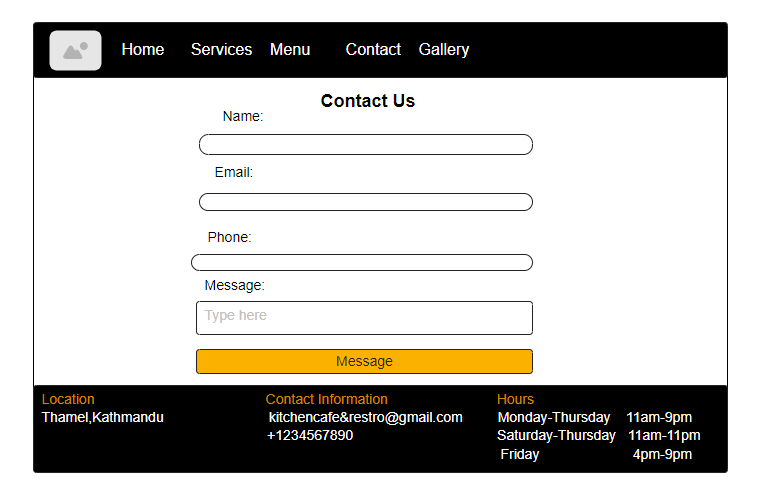 Home Services Menu Contact Gallery
Contact Us
Name:
Email:
Phone:
Message:
Type here
Message
Location
Thamel,Kathmandu
Contact Information
kitchencafe&restro@gmail.com
+1234567890
Hours
Monday-Thursday 11am-9pm
Saturday-Thursday 11am-11pm
Friday 4pm-9pm